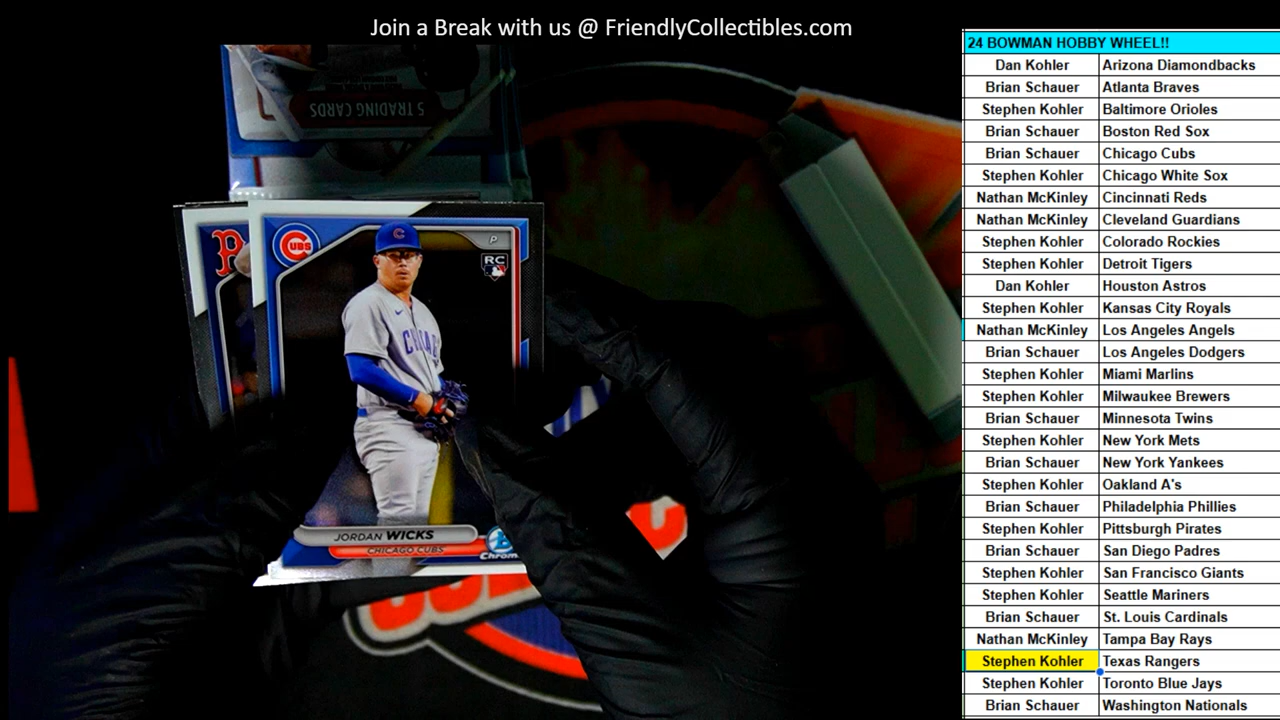 Join a Break with us @ FriendlyCollectibles.com
24 BOWMAN HOBBY WHEEL!!
Dan Kohler Arizona Diamondbacks
Brian Schauer Atlanta Braves
Stephen Kohler Baltimore Orioles
Brian Schauer Boston Red Sox
Brian Schauer Chicago Cubs
Stephen Kohler Chicago White Sox
Nathan McKinley Cincinnati Reds
Nathan McKinley Cleveland Guardians
Stephen Kohler Colorado Rockies
Stephen Kohler Detroit Tigers
Dan Kohler Houston Astros
Stephen Kohler Kansas City Royals
Nathan McKinley Los Angeles Angels
Brian Schauer Los Angeles Dodgers
Stephen Kohler Miami Marlins
Stephen Kohler Milwaukee Brewers
Brian Schauer Minnesota Twins
Stephen Kohler New York Mets
Brian Schauer New York Yankees
Stephen Kohler Oakland A's
Brian Schauer Philadelphia Phillies
Stephen Kohler Pittsburgh Pirates
Brian Schauer San Diego Padres
Stephen Kohler San Francisco Giants
Stephen Kohler Seattle Mariners
Brian Schauer St. Louis Cardinals
Nathan McKinley Tampa Bay Rays
Stephen Kohler Texas Rangers
Stephen Kohler Toronto Blue Jays
Brian Schauer Washington Nationals
5 TRADING CARDS
CUBS
P
RC
B
C
CHICAG
JORDAN WICKS
CHICAGO CUBS
Chrom